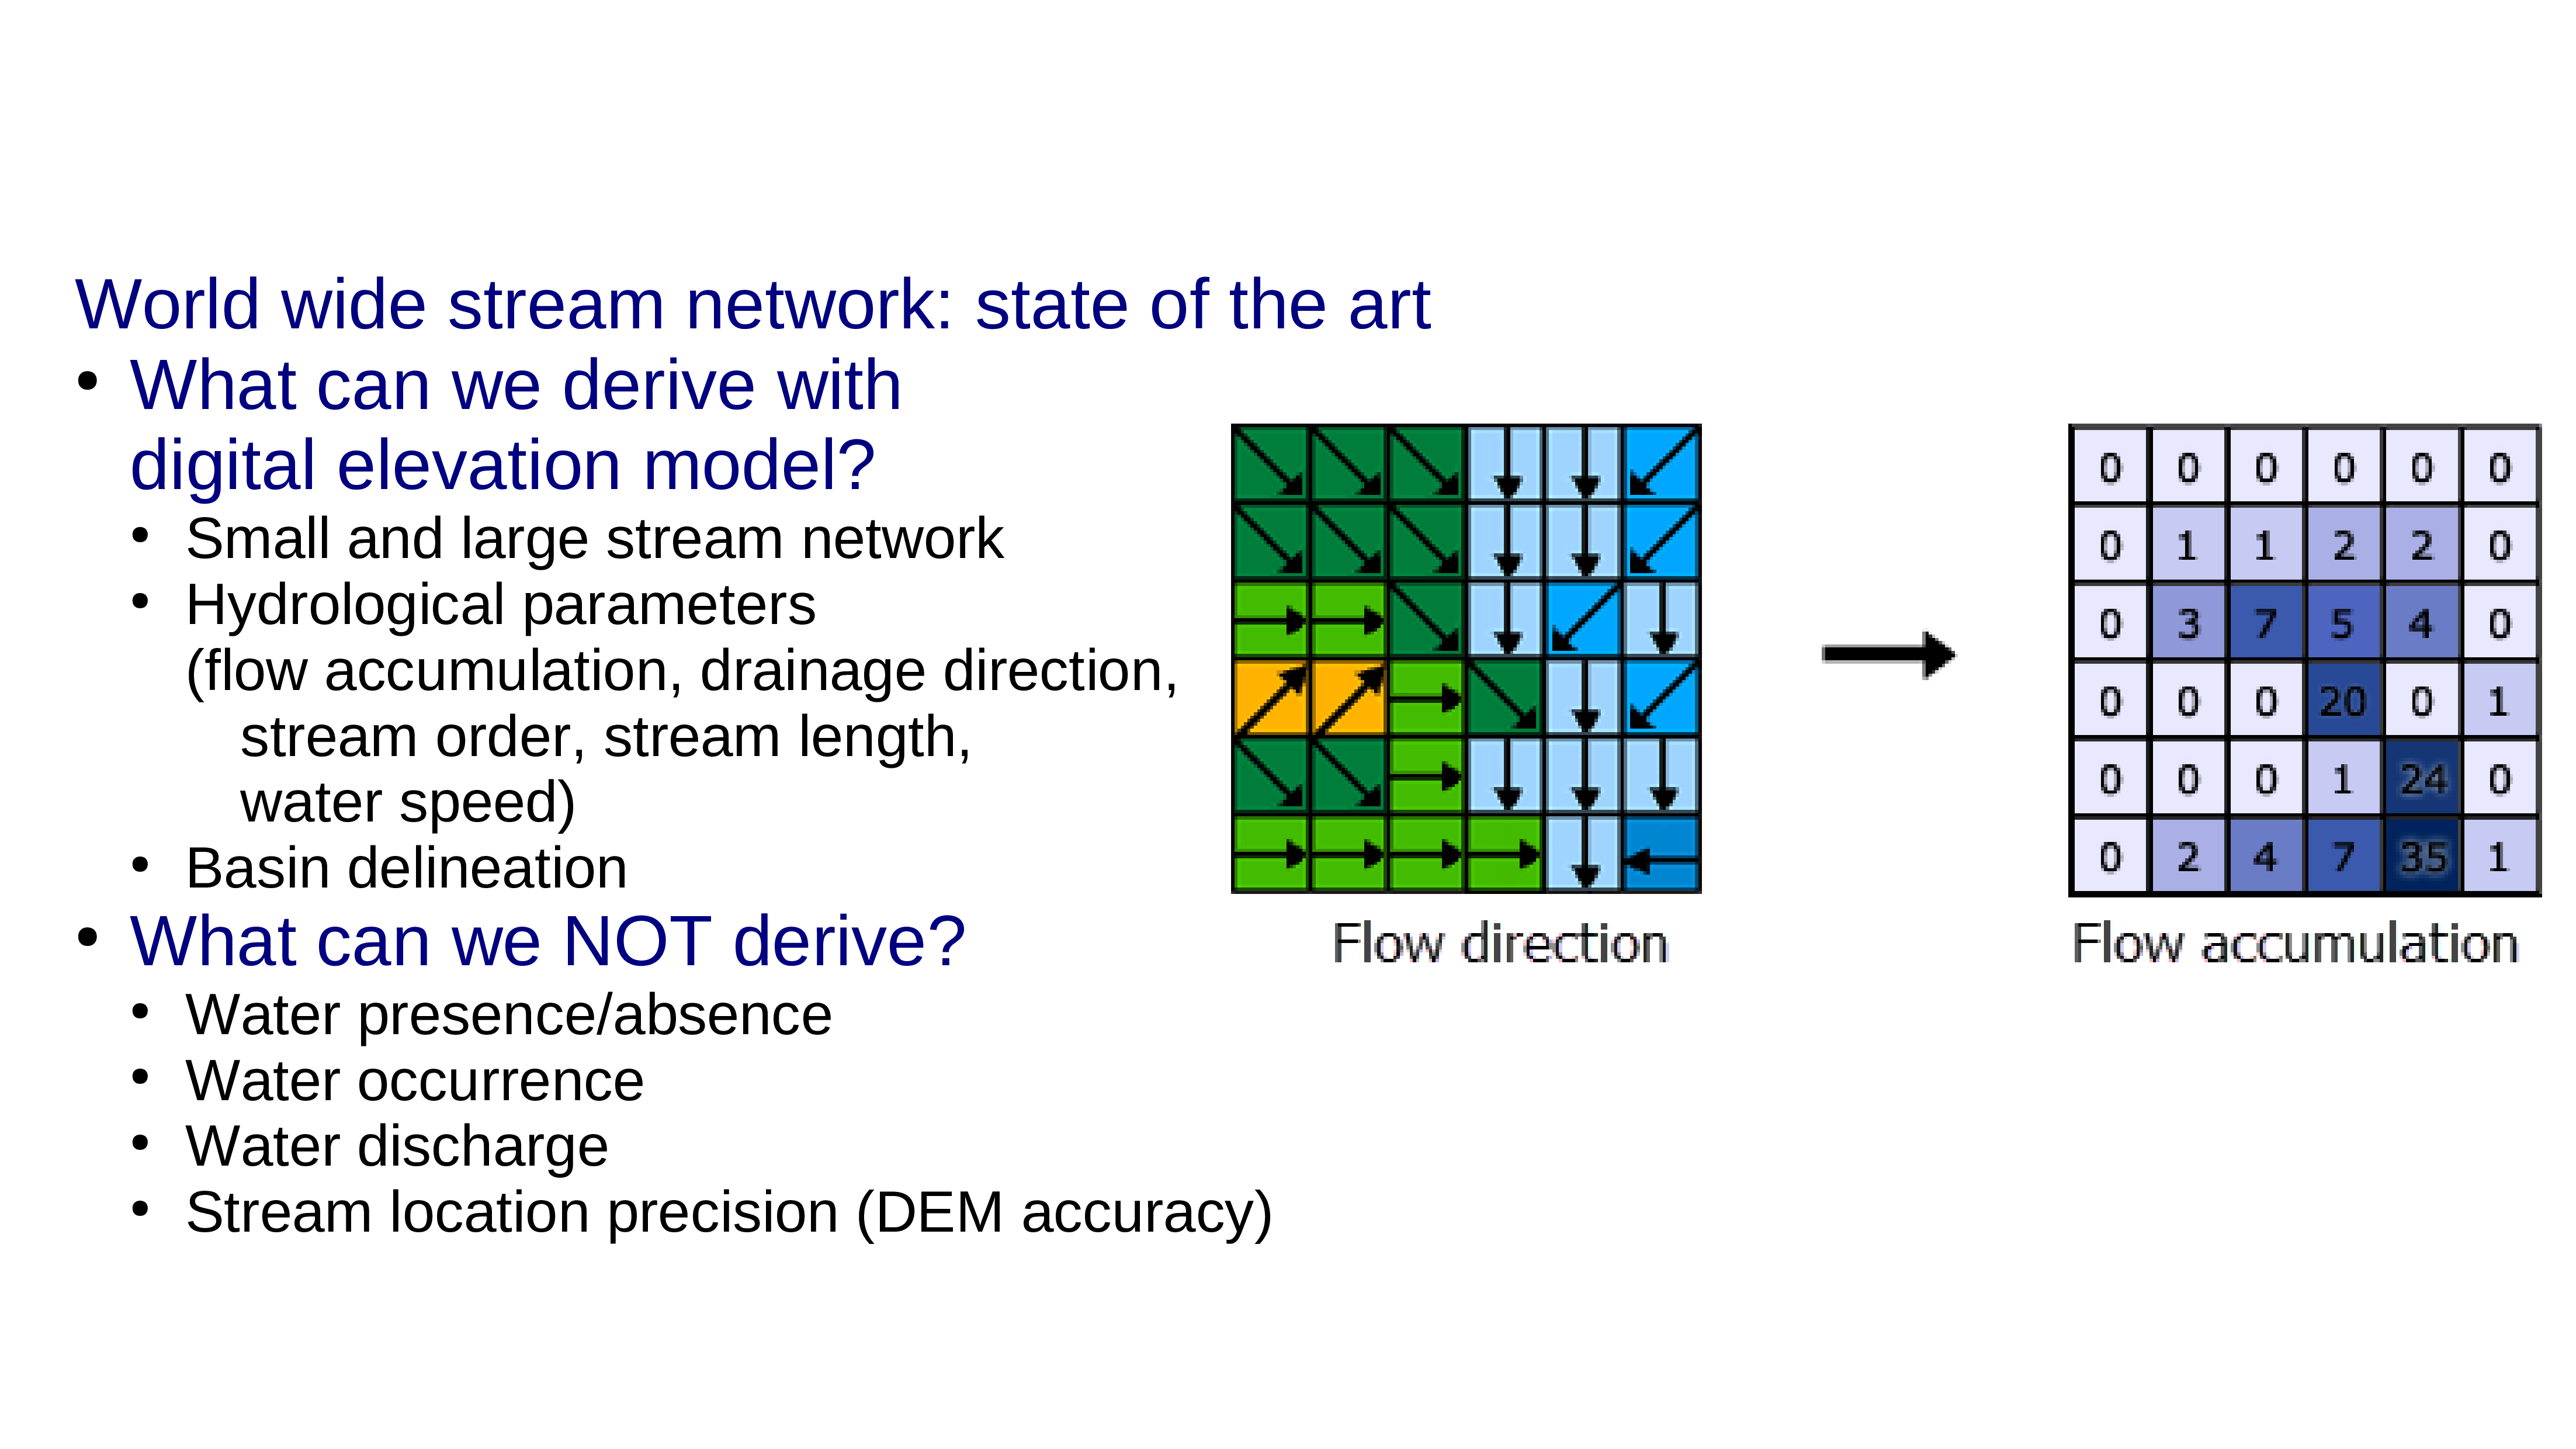 World wide stream network: state of the art
• What can we derive with
digital elevation model?
• Small and large stream network
• Hydrological parameters
(flow accumulation, drainage direction,
stream order, stream length,
water speed)
• Basin delineation
• What can we NOT derive?
• Water presence/absence
• Water occurrence
• Water discharge
• Stream location precision (DEM accuracy)
Flow direction
0 0 0 0 0 0
0 1 1 2 2 0
0 3 7 5 4 0
0 0 0 20 0 1
0 0 0 1 24 0
0 2 4 7 35 1
Flow accumulation